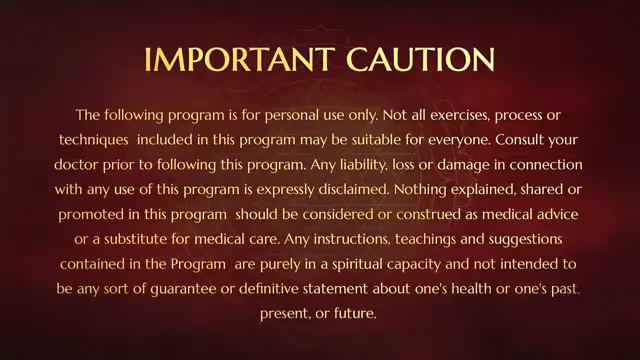 IMPORTANT CAUTION
The following program is for personal use only. Not all exercises, process or
techniques included in this program may be suitable for everyone. Consult your
doctor prior to following this program. Any liability, loss or damage in connection
with any use of this program is expressly disclaimed. Nothing explained, shared or
promoted in this program should be considered or construed as medical advice
or a substitute for medical care. Any instructions, teachings and suggestions
contained in the Program are purely in a spiritual capacity and not intended to
be any sort of guarantee or definitive statement about one's health or one's past,
present, or future.